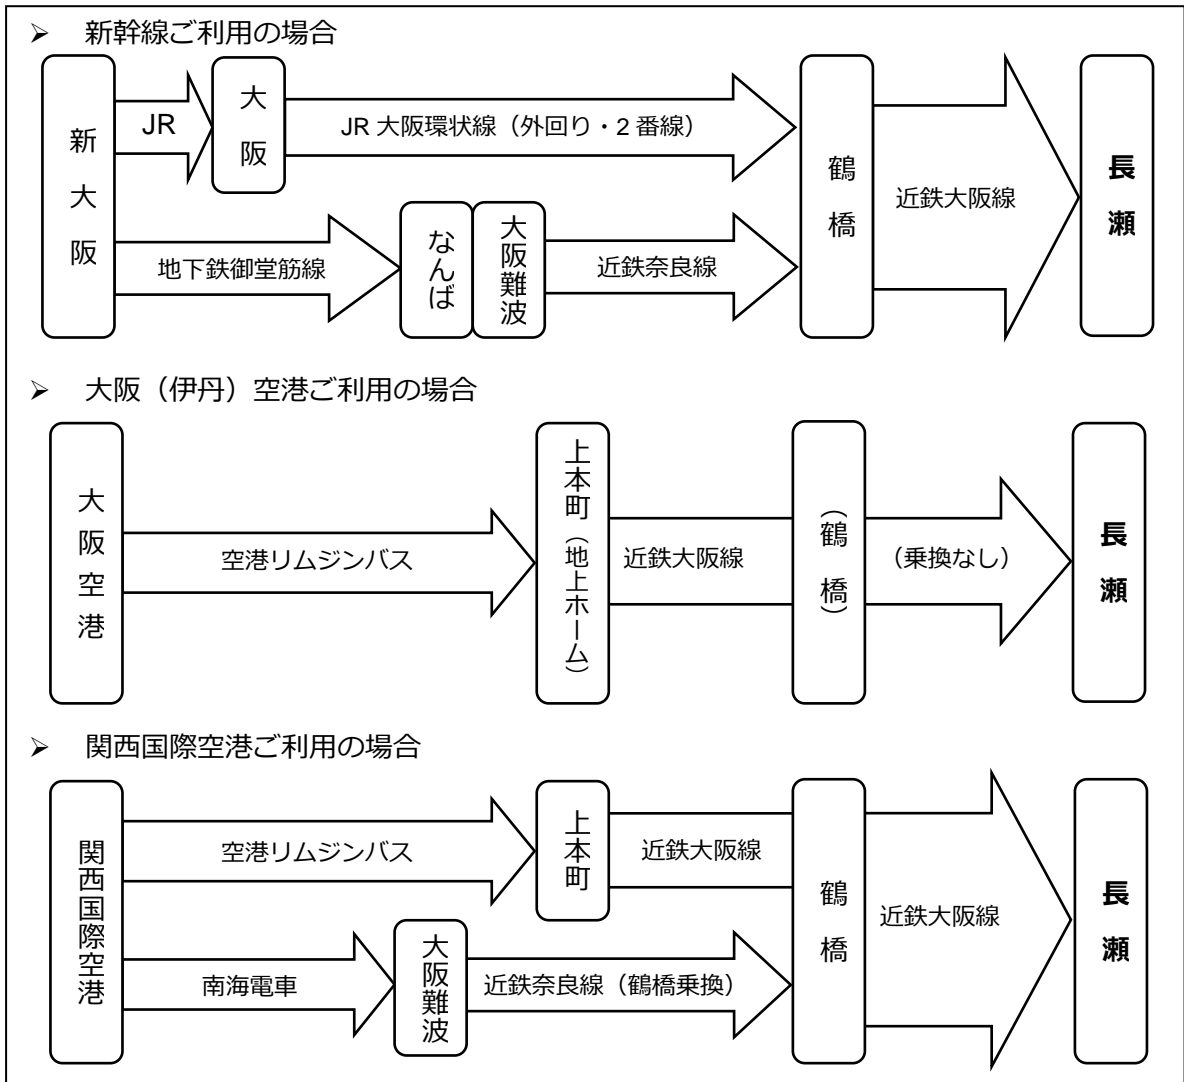 ➢ 新幹線ご利用の場合
新大阪
JR
大阪
JR 大阪環状線（外回り・2 番線）
地下鉄御堂筋線
なんば
大阪難波
近鉄奈良線
鶴橋
近鉄大阪線
長瀬
➢ 大阪（伊丹）空港ご利用の場合
大阪空港
空港リムジンバス
上本町（地上ホーム）
近鉄大阪線
（鶴橋）
（乗換なし）
長瀬
➢ 関西国際空港ご利用の場合
関西国際空港
空港リムジンバス
上本町
近鉄大阪線
南海電車
大阪難波
近鉄奈良線（鶴橋乗換）
鶴橋
近鉄大阪線
長瀬